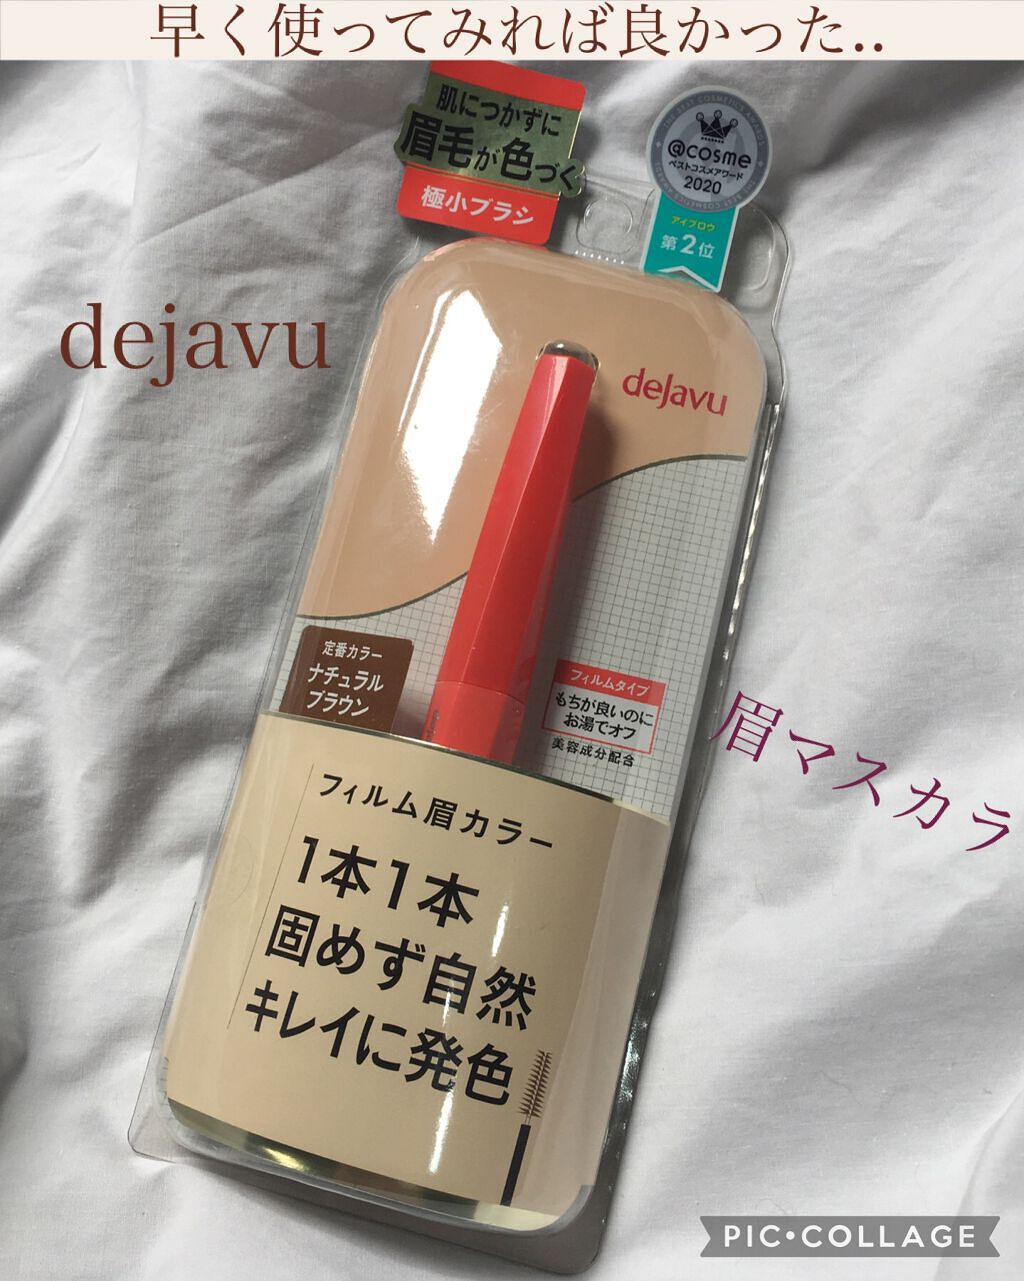 早く使ってみれば良かった..
肌につかずに
眉毛が色づく
極小ブラシ
THE BEST COSMETICS AWARDS
@cosme
ベストコスメアワード
2020
アイブロウ
第2位
dejavu
deJavu
定番カラー
ナチュラル
ブラウン
フィルムタイプ
もちが良いのに
お湯でオフ
美容成分配合
眉マスカラ
フィルム眉カラー
1本1本
固めず自然
キレイに発色
PIC•COLLAGE